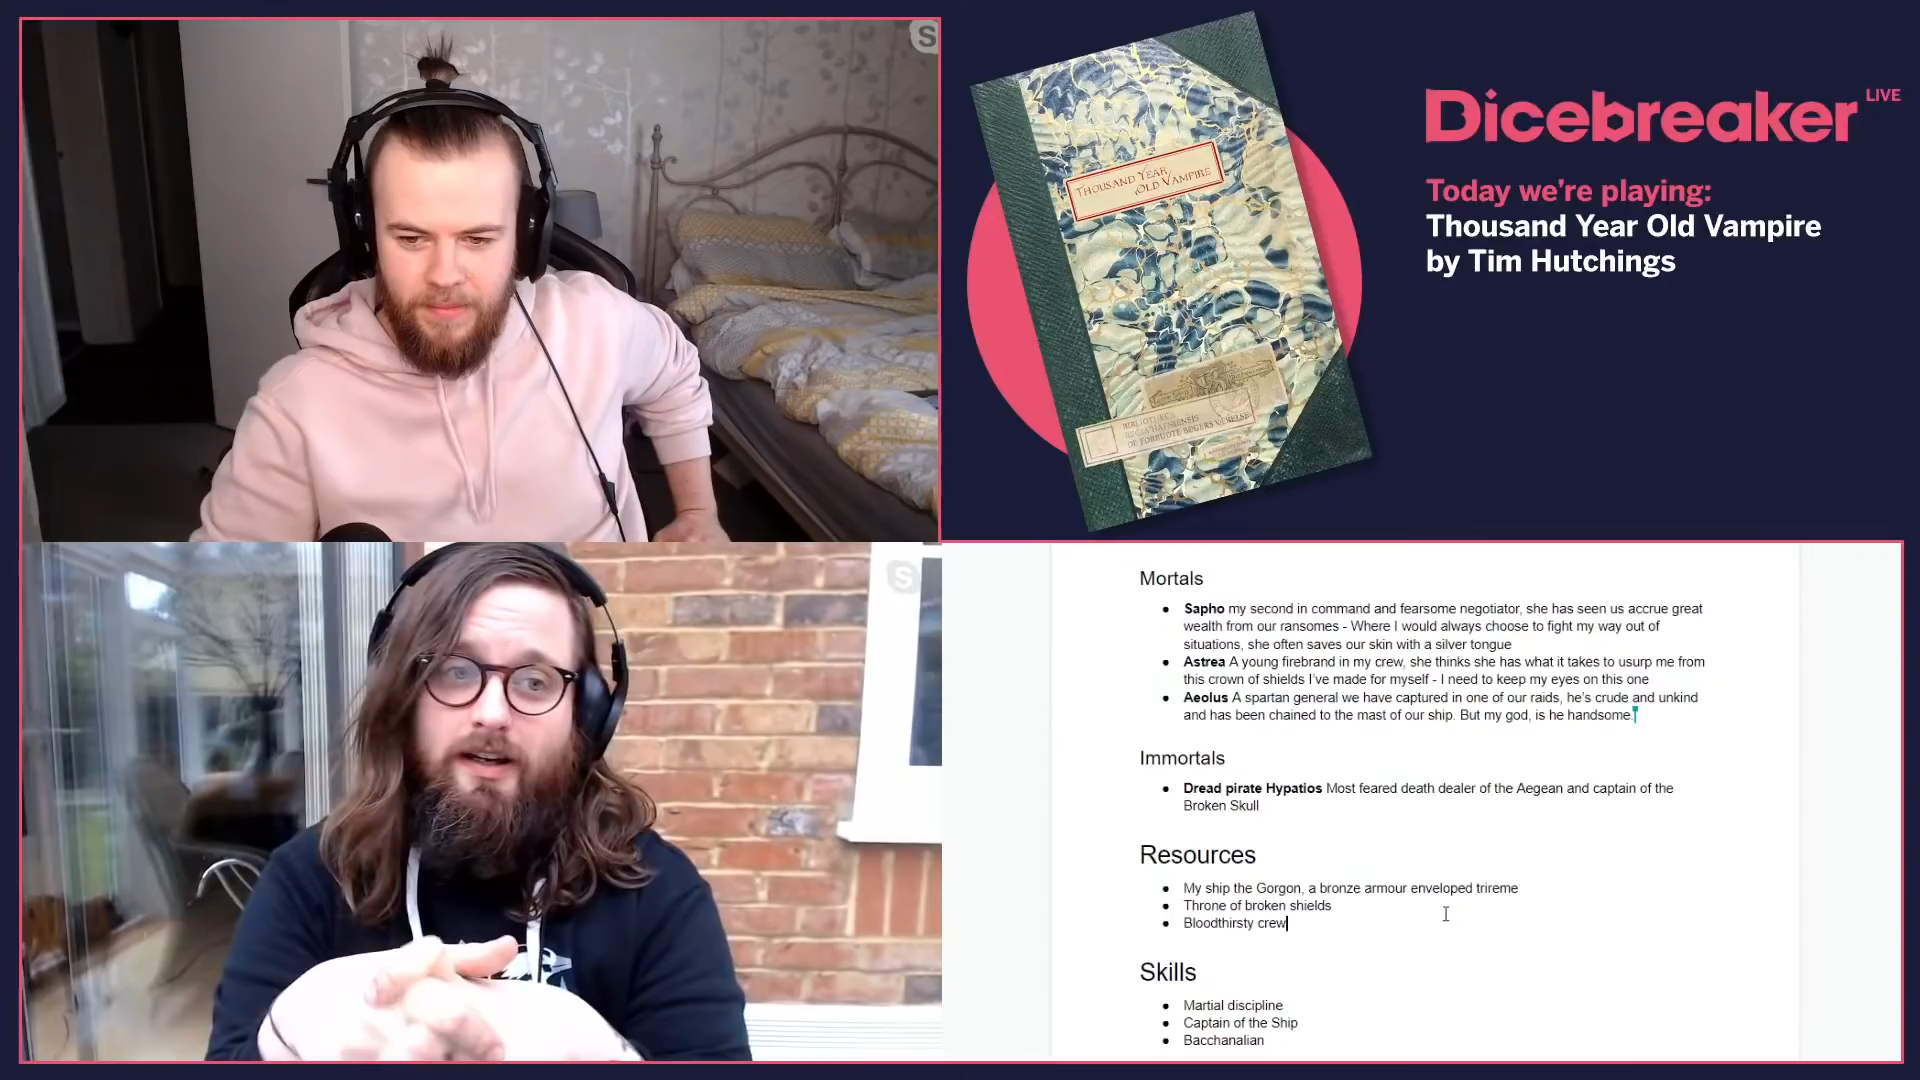 S
THOUSAND YEAR
OLD VAMPIRE
BIBLIOTHECA
REGIA HAFNIENSIS
DE FORBUDTE BØGERS VÆRELSE
Dicebreaker LIVE
Today we're playing:
Thousand Year Old Vampire
by Tim Hutchings
S
Mortals
• Sapho my second in command and fearsome negotiator, she has seen us accrue great
wealth from our ransomes - Where I would always choose to fight my way out of
situations, she often saves our skin with a silver tongue
• Astrea A young firebrand in my crew, she thinks she has what it takes to usurp me from
this crown of shields I've made for myself - I need to keep my eyes on this one
• Aeolus A spartan general we have captured in one of our raids, he's crude and unkind
and has been chained to the mast of our ship. But my god, is he handsome.
Immortals
• Dread pirate Hypatios Most feared death dealer of the Aegean and captain of the
Broken Skull
Resources
• My ship the Gorgon, a bronze armour enveloped trireme
• Throne of broken shields
• Bloodthirsty crew
Skills
• Martial discipline
• Captain of the Ship
• Bacchanalian